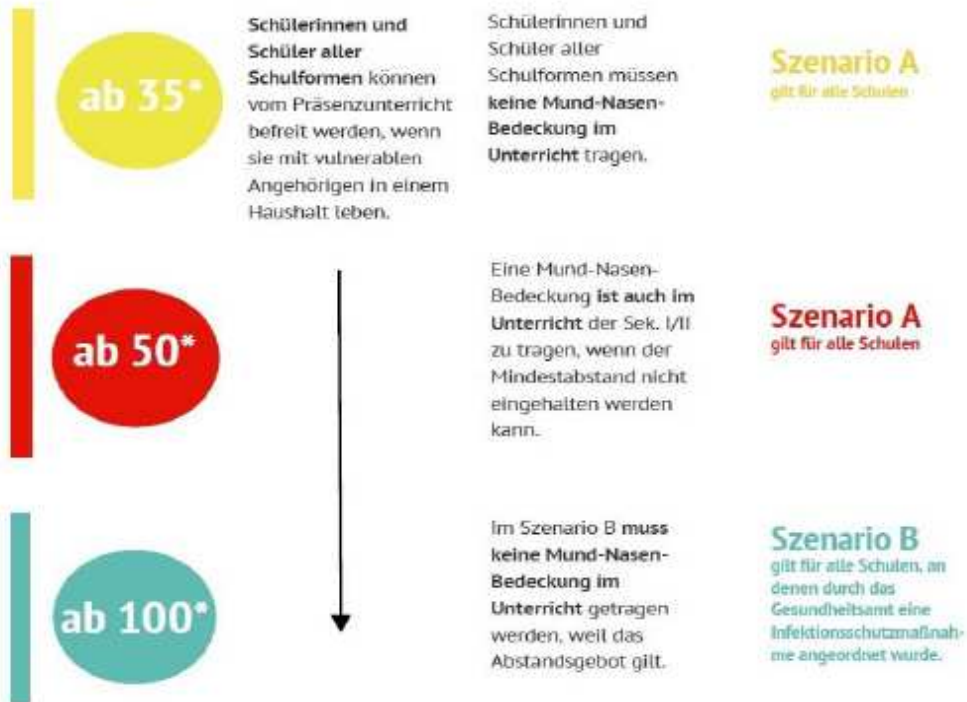 ab 35*
Schülerinnen und
Schüler aller
Schulformen können
vom Präsenzunterricht
befreit werden, wenn
sie mit vulnerablen
Angehörigen in einem
Haushalt leben.
Schülerinnen und
Schüler aller
Schulformen müssen
keine Mund-Nasen-
Bedeckung im
Unterricht tragen.
Szenario A
gilt für alle Schulen
ab 50*
Eine Mund-Nasen-
Bedeckung ist auch im
Unterricht der Sek. I/II
zu tragen, wenn der
Mindestabstand nicht
eingehalten werden
kann.
Szenario A
gilt für alle Schulen
ab 100*
Im Szenario B muss
keine Mund-Nasen-
Bedeckung im
Unterricht getragen
werden, weil das
Abstandsgebot gilt.
Szenario B
gilt für alle Schulen, an
denen durch das
Gesundheitsamt eine
Infektionsschutzmaßnah-
me angeordnet wurde.